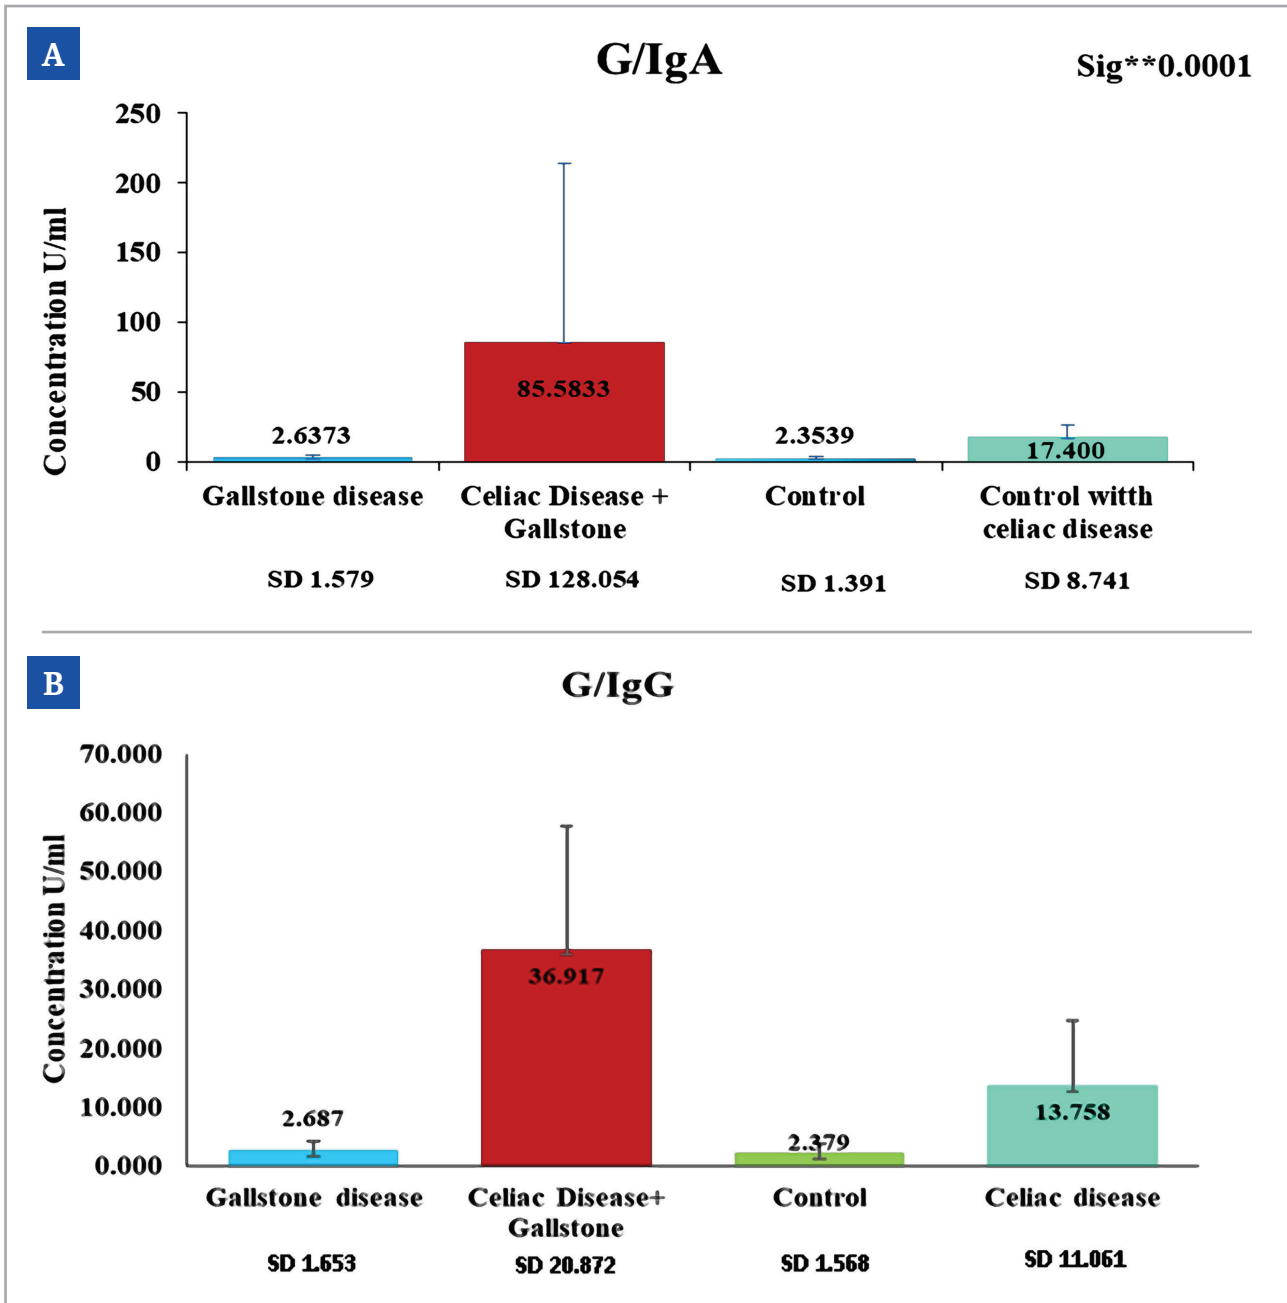 A
G/IgA
Sig**0.0001
Concentration U/ml
250
200
150
100
50
0
2.6373
85.5833
2.3539
17.400
Gallstone disease
Celiac Disease +
Gallstone
Control
Control witth
celiac disease
SD 1.579
SD 128.054
SD 1.391
SD 8.741
B
G/IgG
Concentration U/ml
70.000
60.000
50.000
40.000
30.000
20.000
10.000
0.000
2.687
36.917
2.379
13.758
Gallstone disease
Celiac Disease+
Gallstone
Control
Celiac disease
SD 1.653
SD 20.872
SD 1.568
SD 11.061